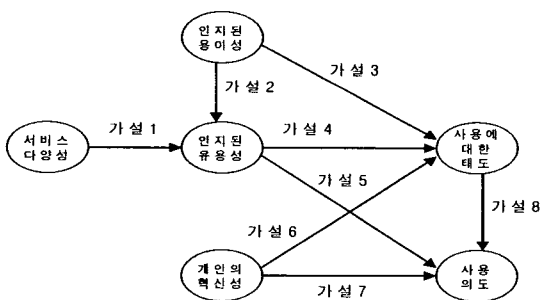 인지된
용이성
가설 3
가설 2
서비스
다양성
가설 1
인지된
유용성
가설 4
사용에
대한
태도
가설 5
가설 8
가설 6
개인의
혁신성
가설 7
사용
의도